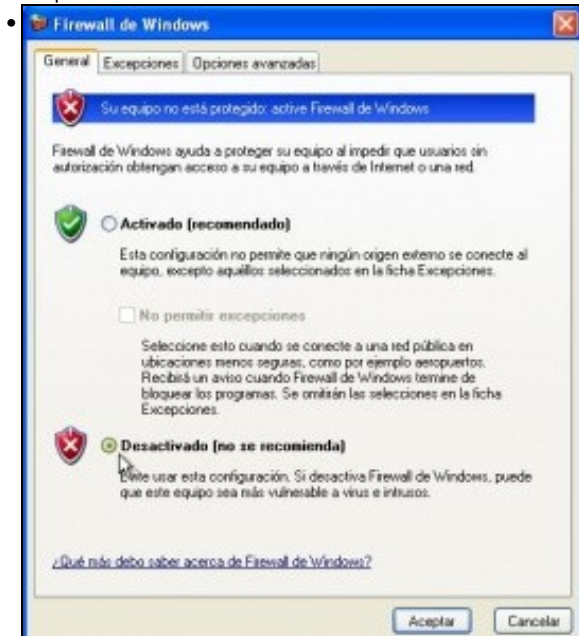 Firewall de Windows
General Excepciones Opciones avanzadas
Su equipo no está protegido: active Firewall de Windows
Firewall de Windows ayuda a proteger su equipo al impedir que usuarios sin
autorización obtengan acceso a su equipo a través de Internet o una red.
Activado (recomendado)
Esta configuración no permite que ningún origen externo se conecte al
equipo, excepto aquéllos seleccionados en la ficha Excepciones.
No permitir excepciones
Seleccione esto cuando se conecte a una red pública en
ubicaciones menos seguras, como por ejemplo aeropuertos.
Recibirá un aviso cuando Firewall de Windows termine de
bloquear los programas. Se omitirán las selecciones en la ficha
Excepciones.
Desactivado (no se recomienda)
Evite usar esta configuración. Si desactiva Firewall de Windows, puede
que este equipo sea más vulnerable a virus e intrusos.
¿Qué más debo saber acerca de Firewall de Windows?
Aceptar Cancelar